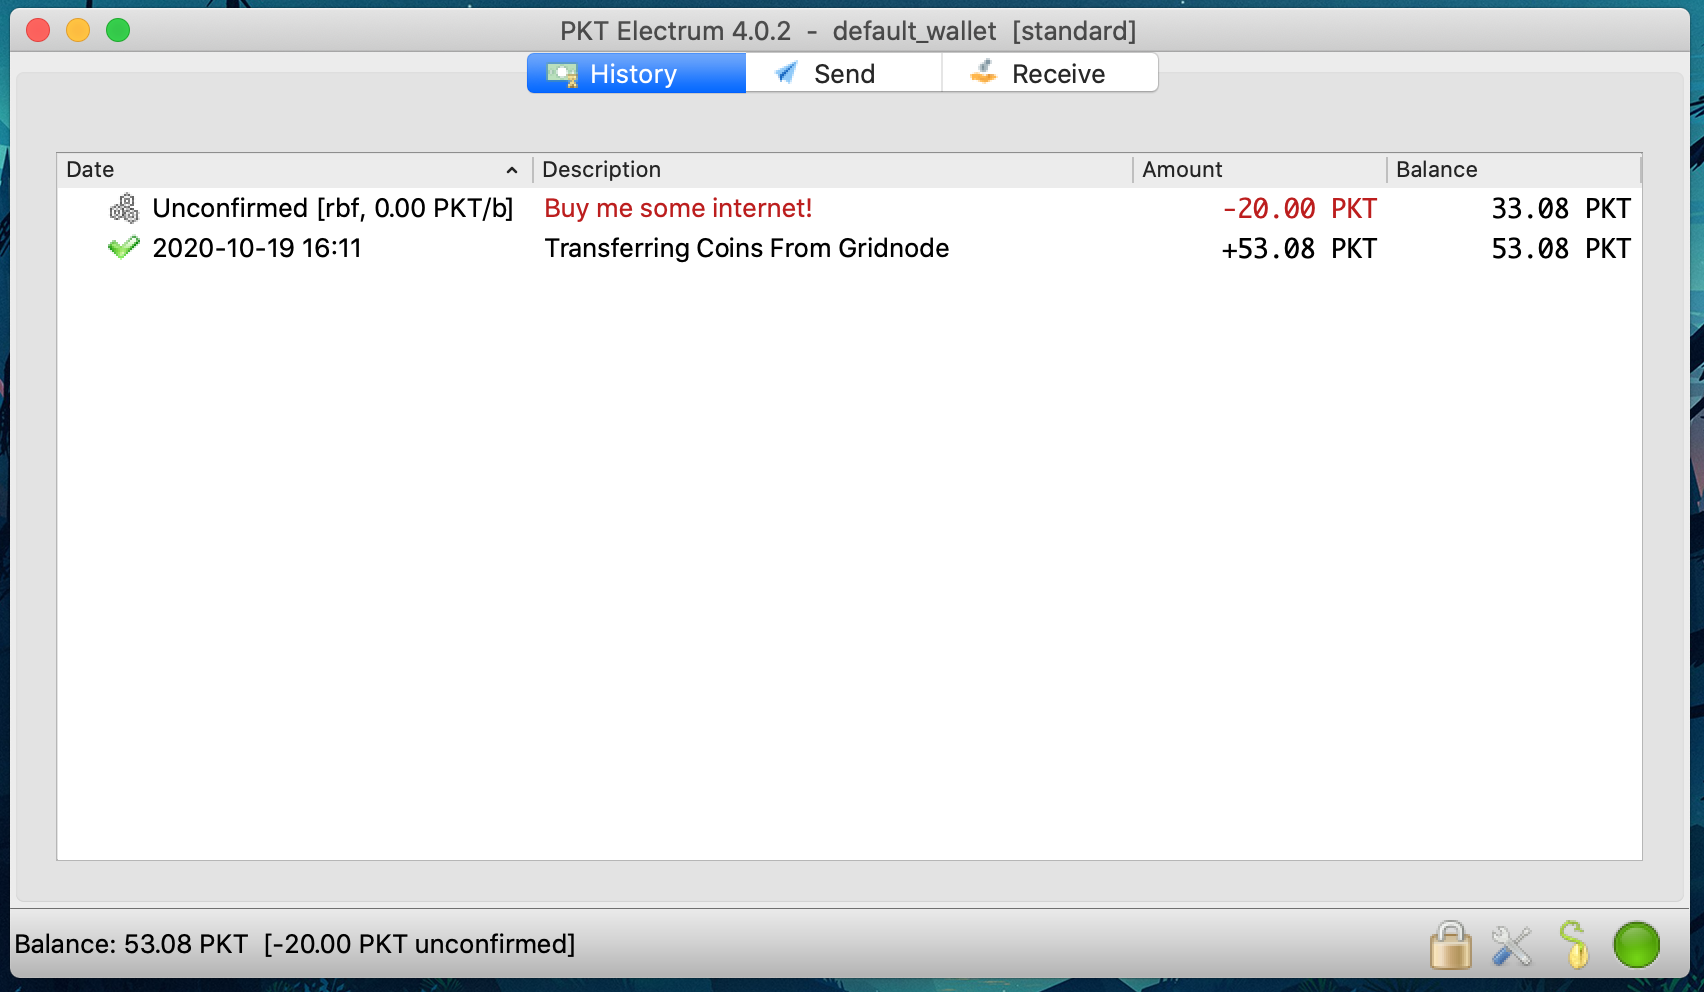 PKT Electrum 4.0.2 - default_wallet [standard]
History Send Receive
Date Description Amount Balance
Unconfirmed [rbf, 0.00 PKT/b] Buy me some internet! -20.00 PKT 33.08 PKT
2020-10-19 16:11 Transferring Coins From Gridnode +53.08 PKT 53.08 PKT
Balance: 53.08 PKT [-20.00 PKT unconfirmed]